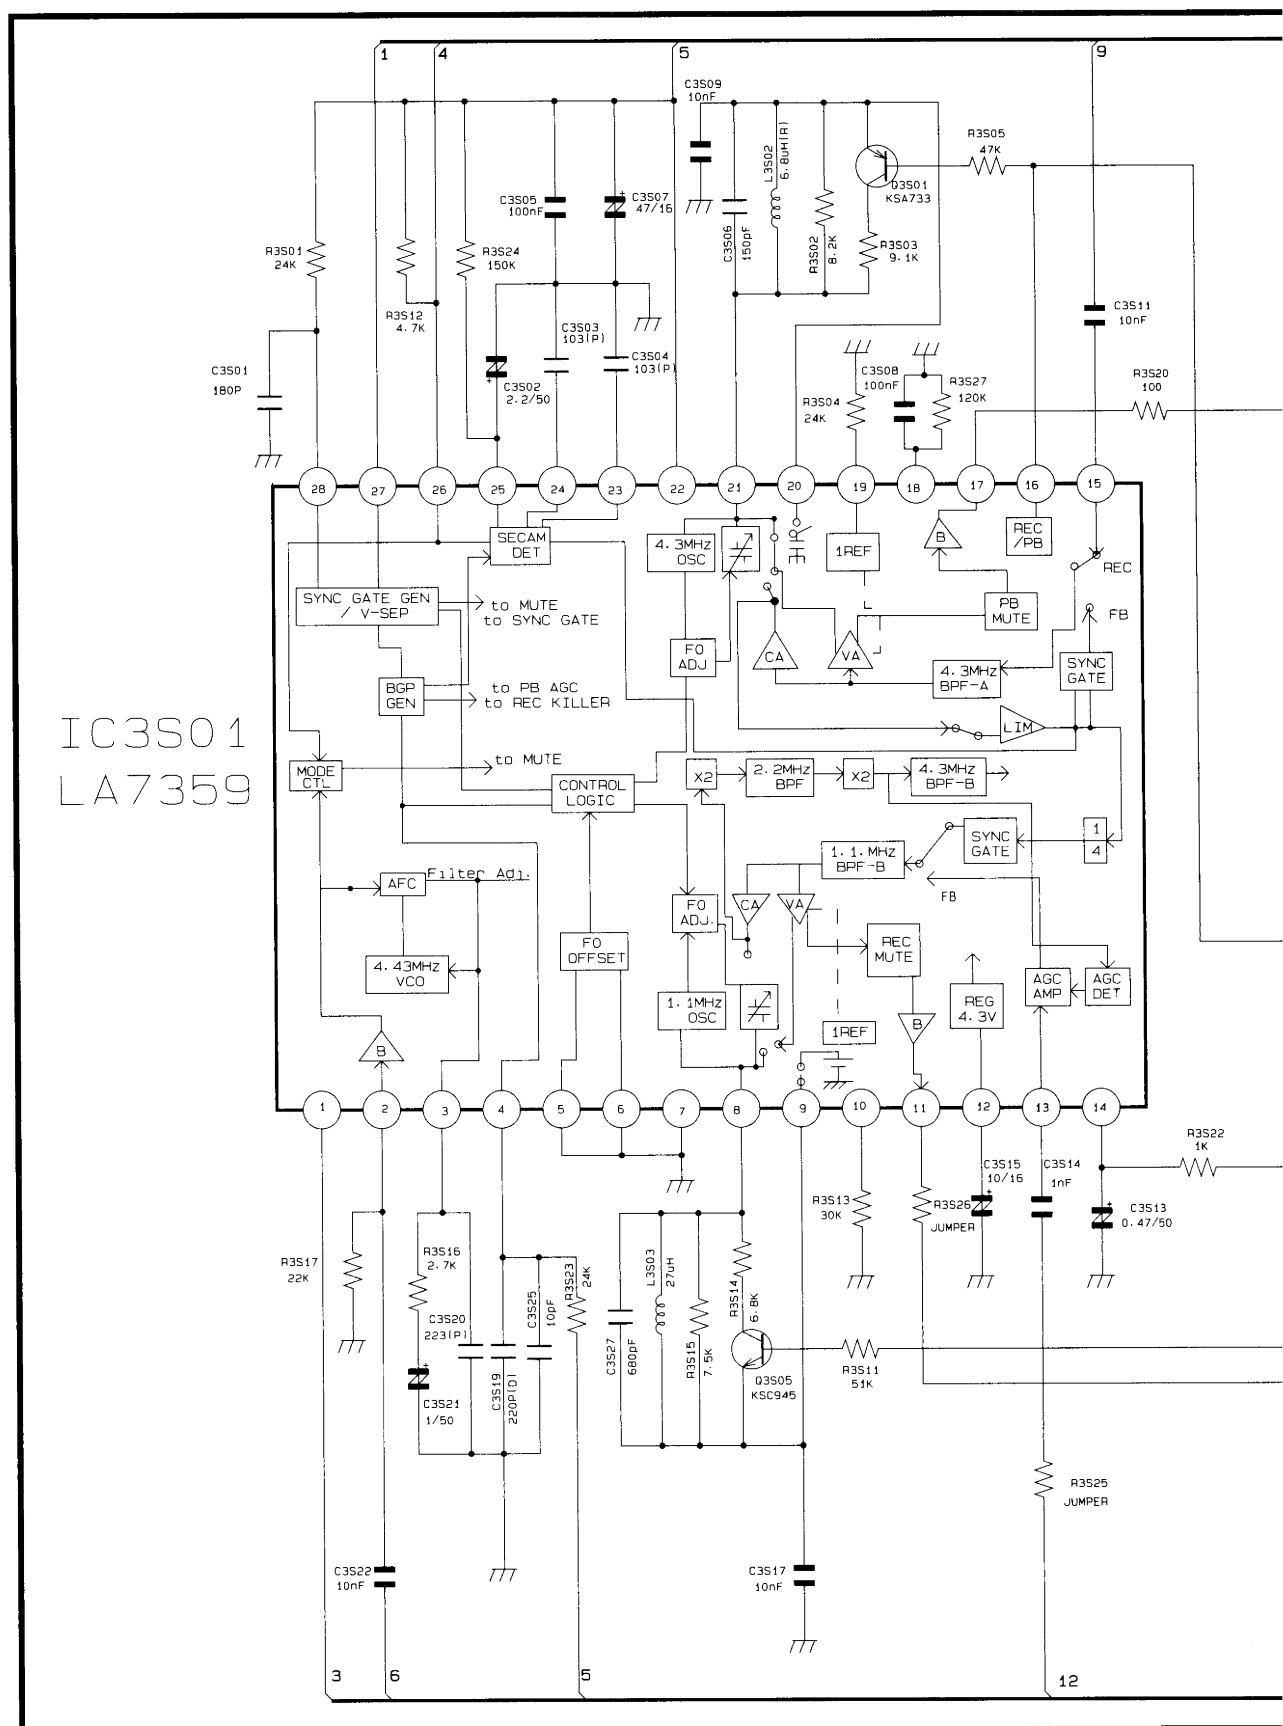 1
4
5
9
C3S09
10nF
R3S05
47K
L3S02
6.8uH(R)
Q3S01
KSA733
C3S05
100nF
C3S07
47/16
R3S01
24K
R3S24
150K
C3S06
150pF
R3S02
8.2K
R3S03
9.1K
R3S12
4.7K
C3S11
10nF
C3S03
103(P)
C3S04
103(P)
C3S01
180P
C3S02
2.2/50
C3S08
100nF
R3S27
120K
R3S04
24K
R3S20
100
28
27
26
25
24
23
22
21
20
19
18
17
16
15
SECAM
DET
4.3MHz
OSC
1REF
B
REC
/PB
REC
SYNC GATE GEN
/ V-SEP
to MUTE
to SYNC GATE
PB
MUTE
FB
FO
ADJ
CA
VA
4.3MHz
BPF-A
SYNC
GATE
BGP
GEN
to PB AGC
to REC KILLER
IC3S01
LA7359
LIM
MODE
CTL
to MUTE
CONTROL
LOGIC
X2
2.2MHz
BPF
X2
4.3MHz
BPF-B
1
4
SYNC
GATE
1.1.MHz
BPF-B
AFC
Filter Adj.
FB
FO
ADJ.
CA
VA
REC
MUTE
FO
OFFSET
4.43MHz
VCO
1.1MHz
OSC
REG
4.3V
AGC
AMP
AGC
DET
B
B
1REF
1
2
3
4
5
6
7
8
9
10
11
12
13
14
R3S22
1K
C3S15
10/16
C3S14
1nF
R3S13
30K
R3S26
JUMPER
C3S13
0.47/50
R3S17
22K
R3S16
2.7K
C3S20
223(P)
C3S25
10pF
R3S23
24K
L3S03
27uH
R3S14
6.8K
C3S27
680pF
R3S15
7.5K
C3S21
1/50
C3S19
220P(D)
Q3S05
KSC945
R3S11
51K
R3S25
JUMPER
C3S22
10nF
C3S17
10nF
3
6
5
12